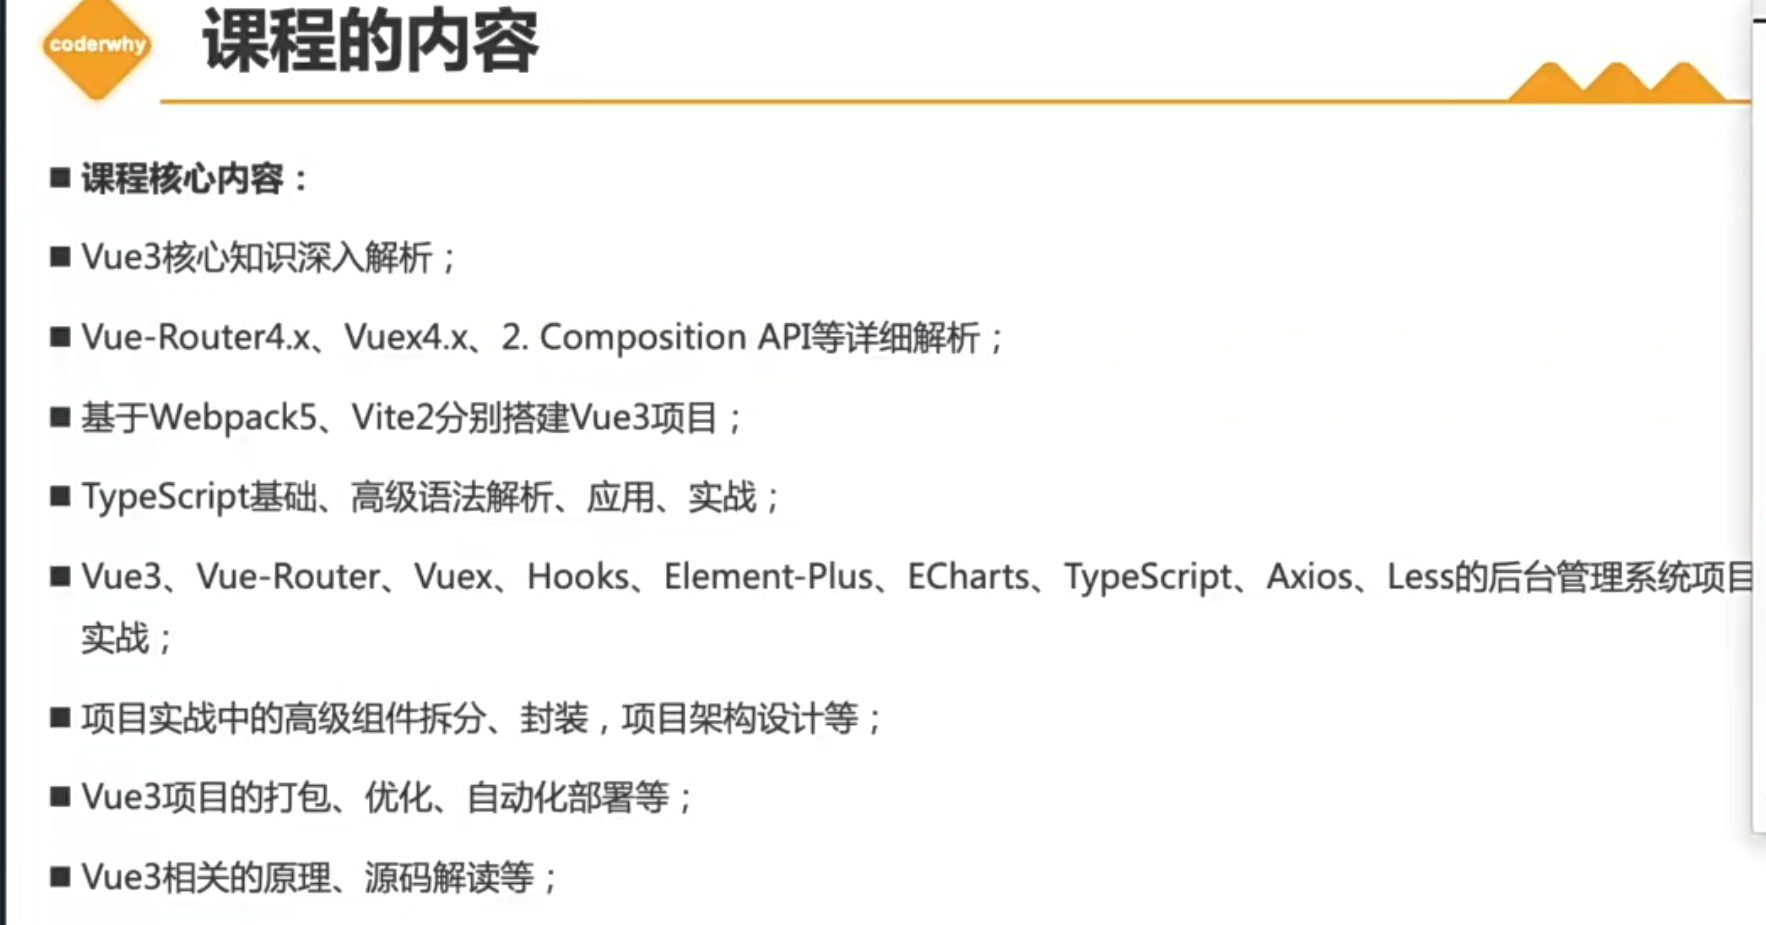 coderwhy
课程的内容
■ 课程核心内容：
■ Vue3核心知识深入解析；
■ Vue-Router4.x、Vuex4.x、2. Composition API等详细解析；
■ 基于Webpack5、Vite2分别搭建Vue3项目；
■ TypeScript基础、高级语法解析、应用、实战；
■ Vue3、Vue-Router、Vuex、Hooks、Element-Plus、ECharts、TypeScript、Axios、Less的后台管理系统项目
实战；
■ 项目实战中的高级组件拆分、封装，项目架构设计等；
■ Vue3项目的打包、优化、自动化部署等；
■ Vue3相关的原理、源码解读等；